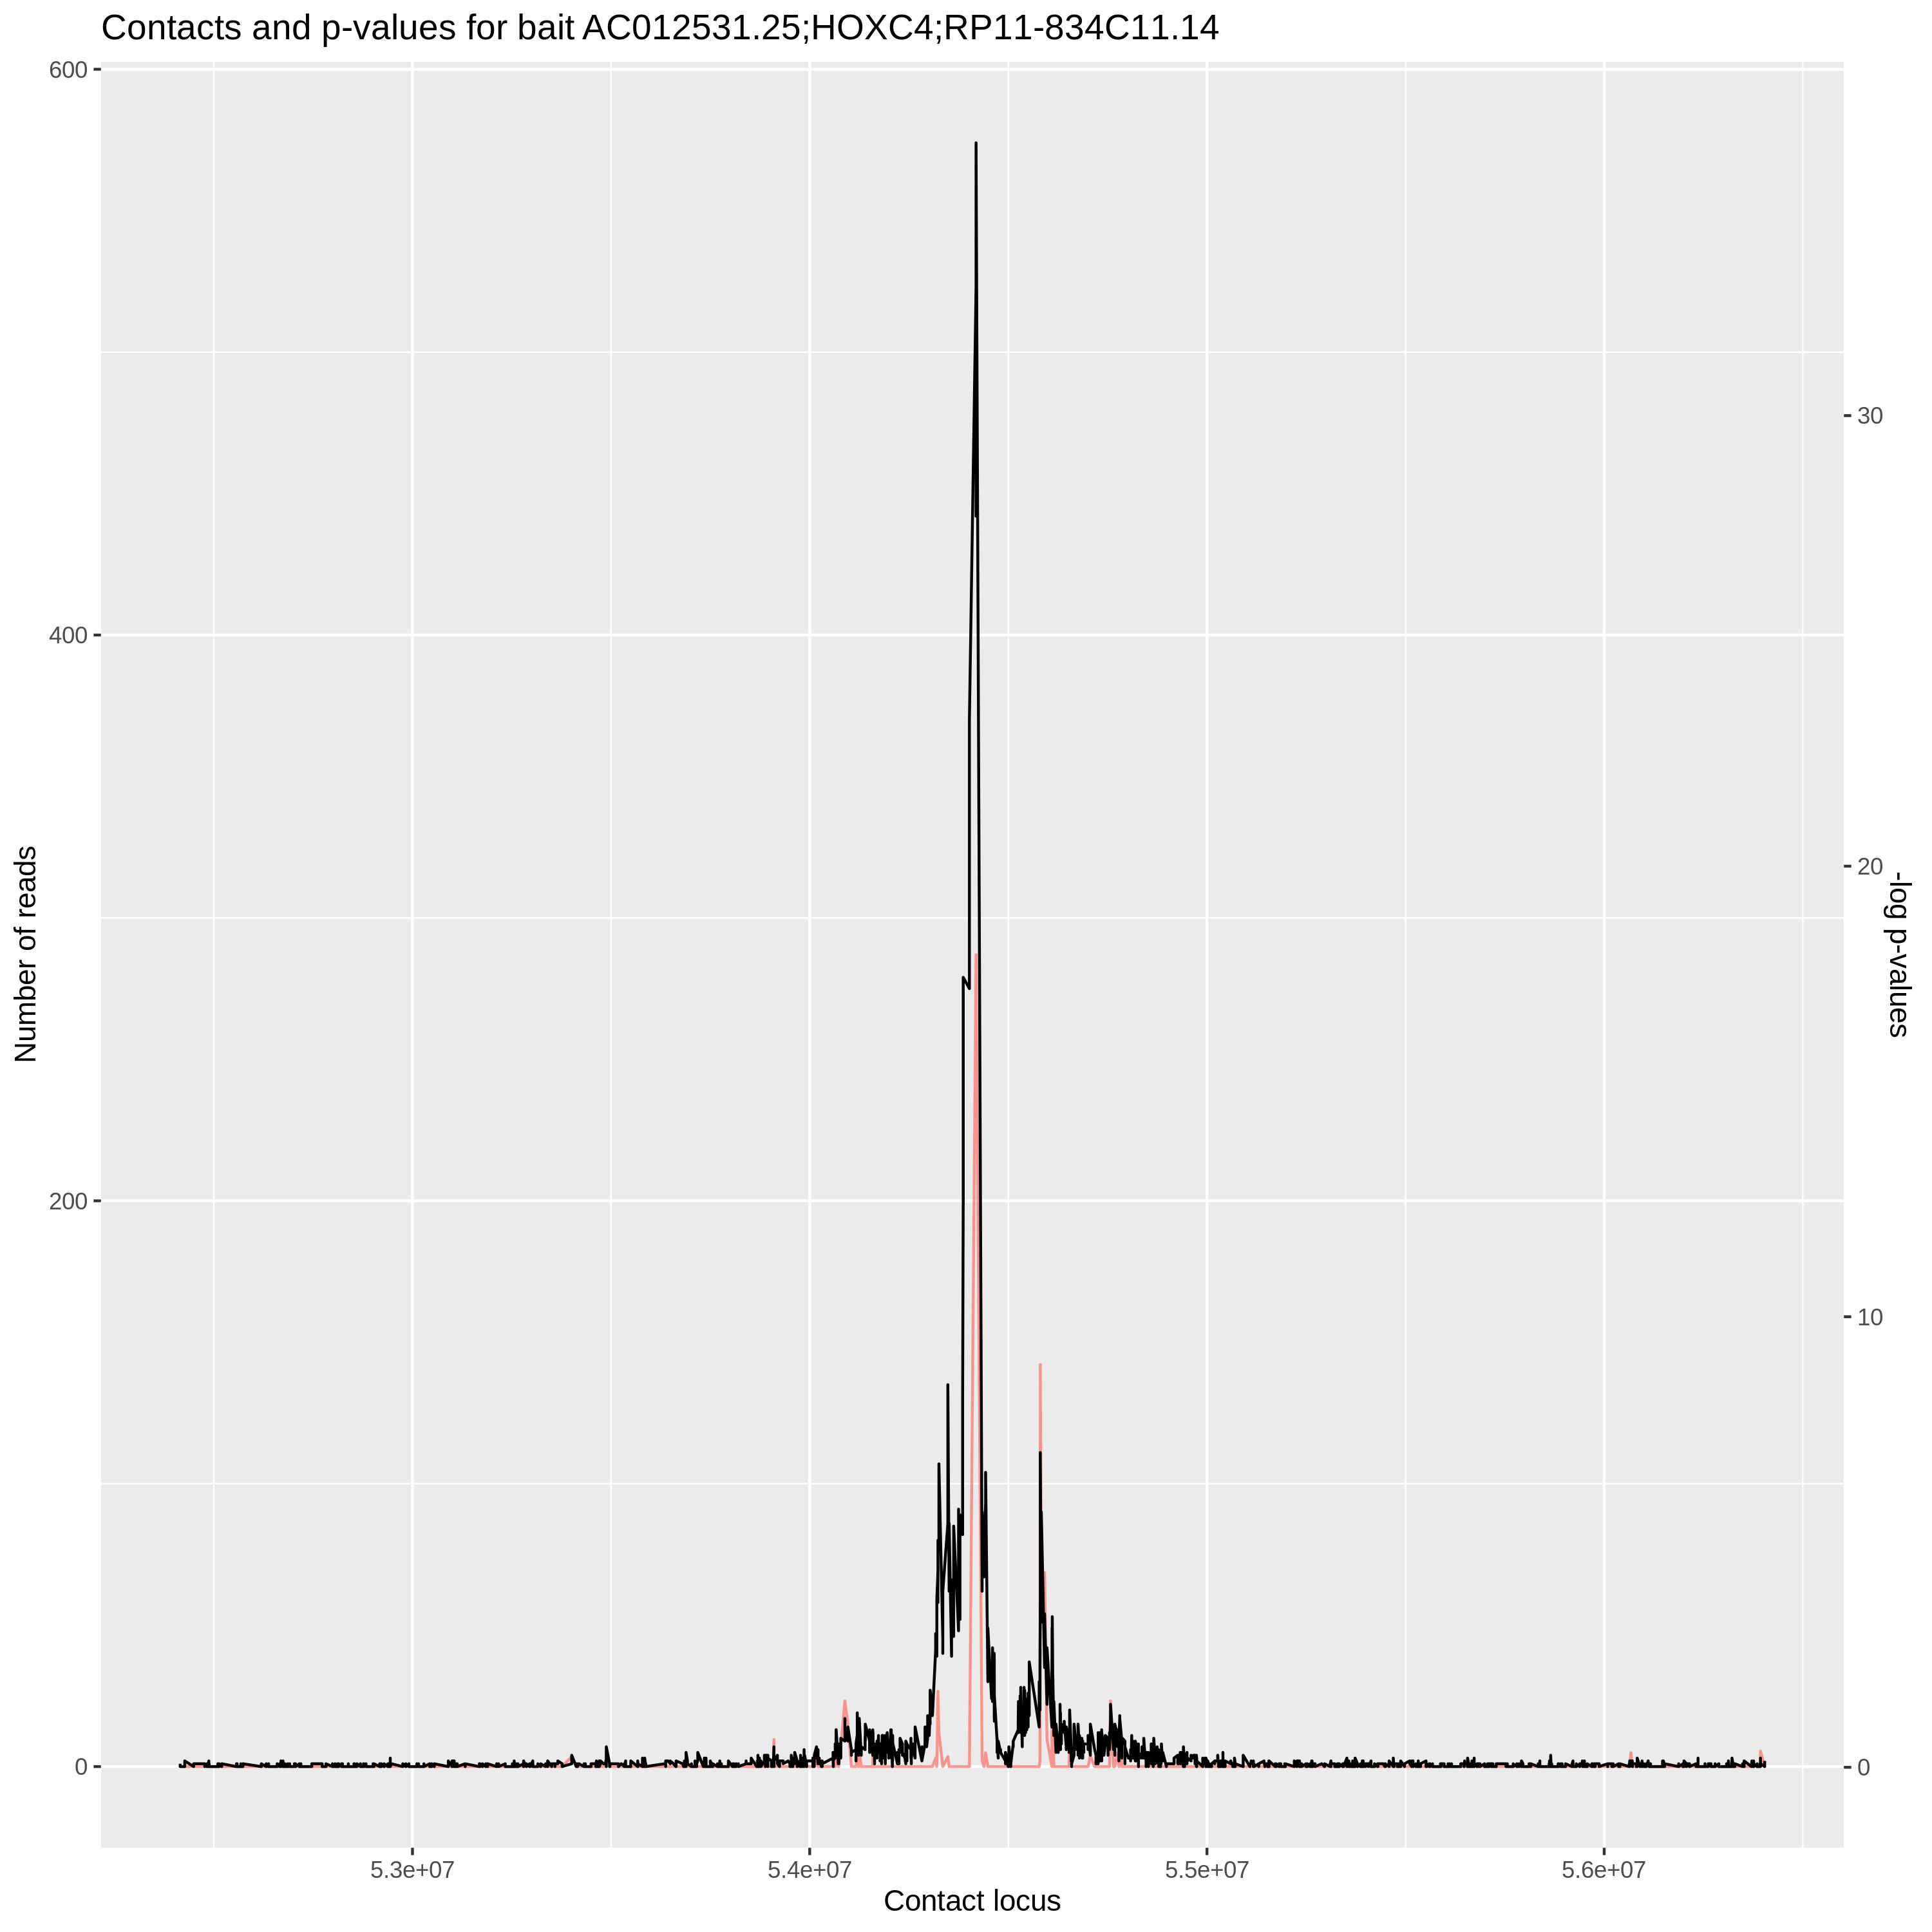 Contacts and p-values for bait AC012531.25;HOXC4;RP11-834C11.14
600
400
200
0
Number of reads
30
20
10
0
-log p-values
5.3e+07
5.4e+07
5.5e+07
5.6e+07
Contact locus